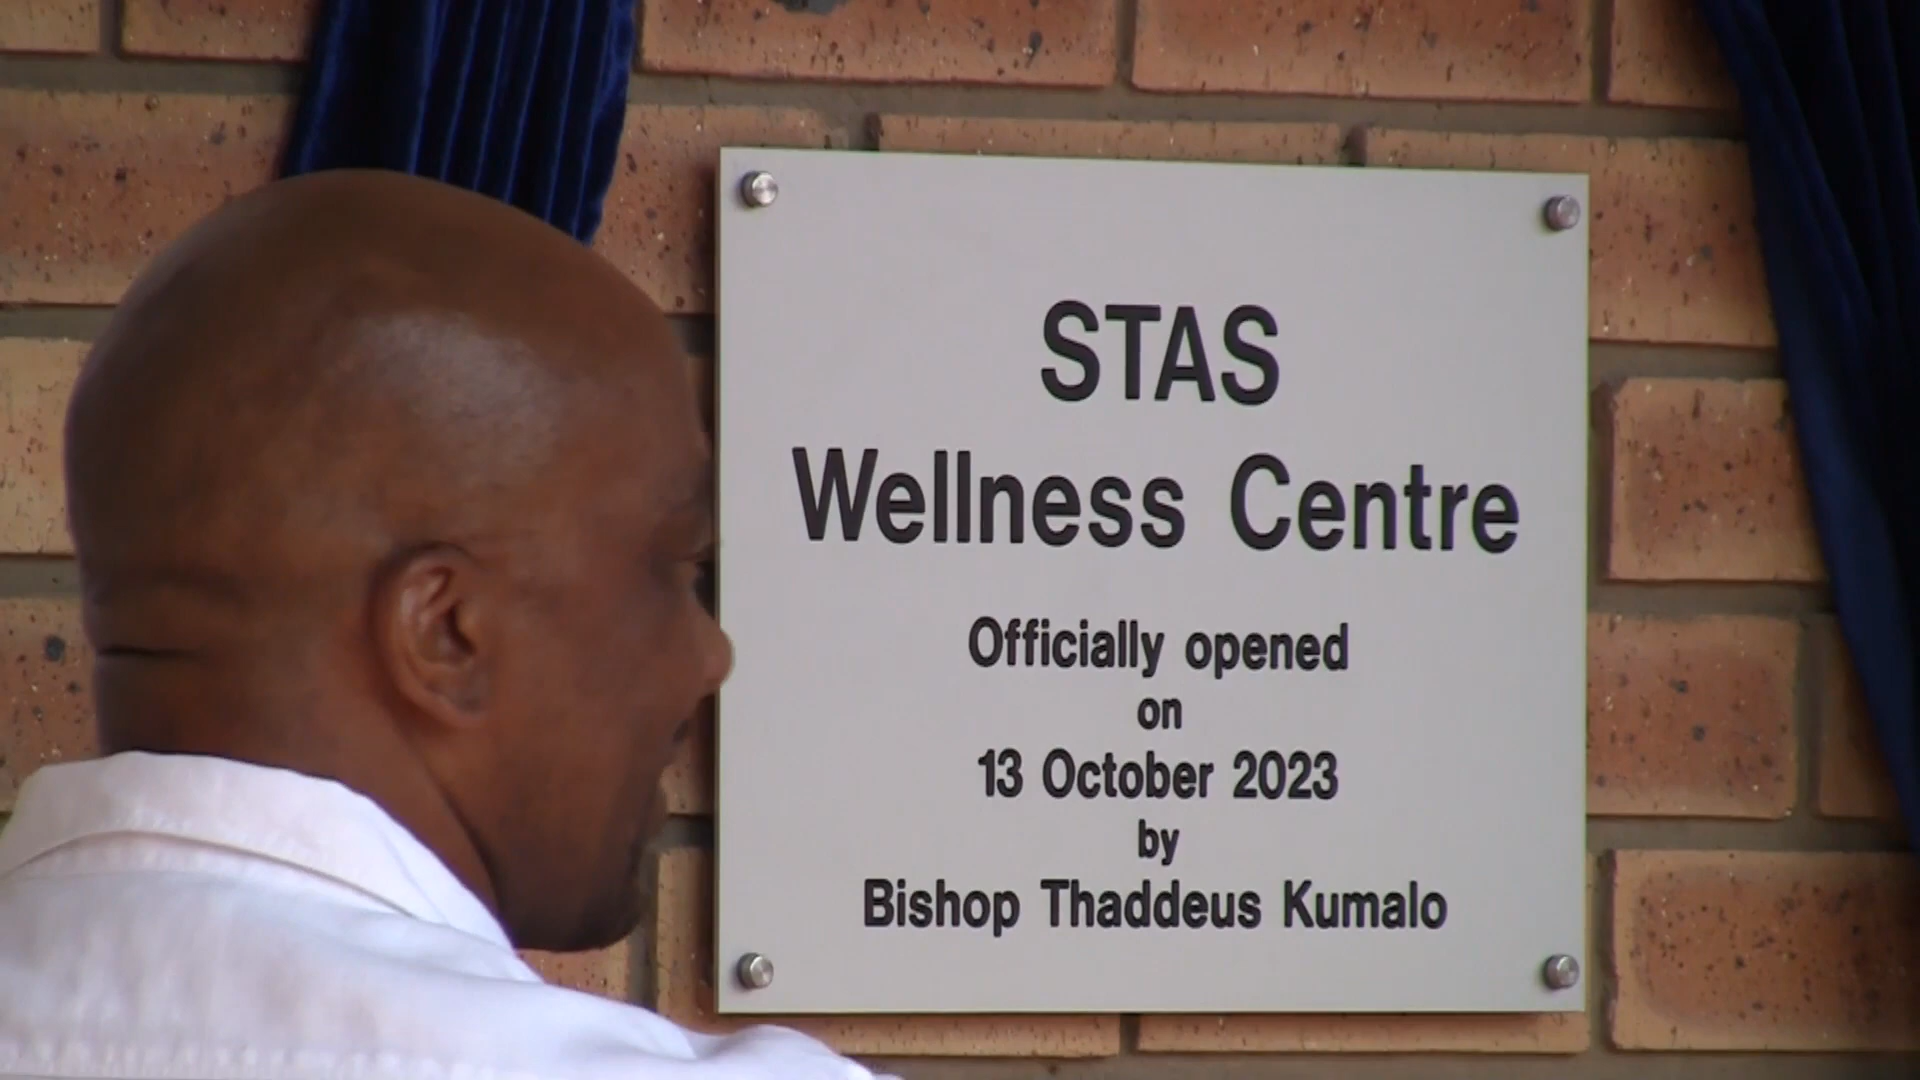 STAS
Wellness Centre
Officially opened
on
13 October 2023
by
Bishop Thaddeus Kumalo